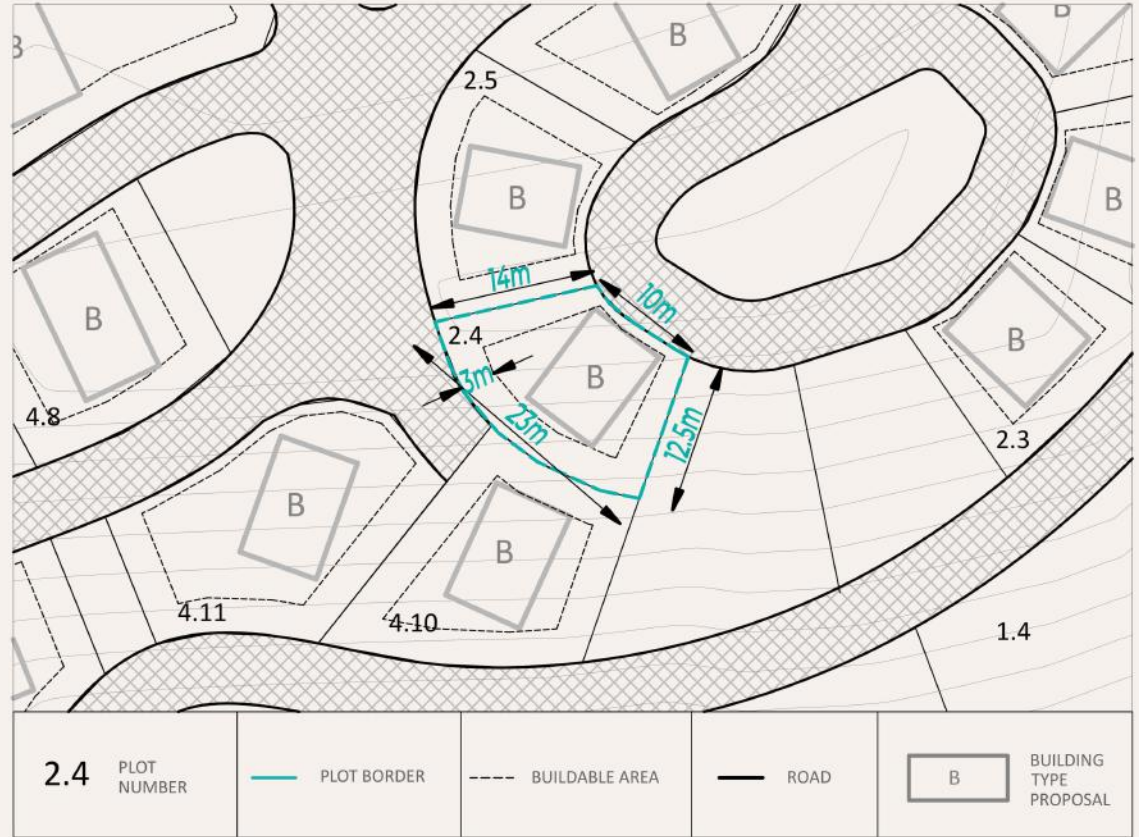 B
B
B
2.5
B
B
14m
10m
2.4
B
3m
B
B
4.8
23m
12.5m
2.3
B
B
4.11
4.10
1.4
2.4
PLOT
NUMBER
PLOT BORDER
BUILDABLE AREA
ROAD
B
BUILDING
TYPE
PROPOSAL